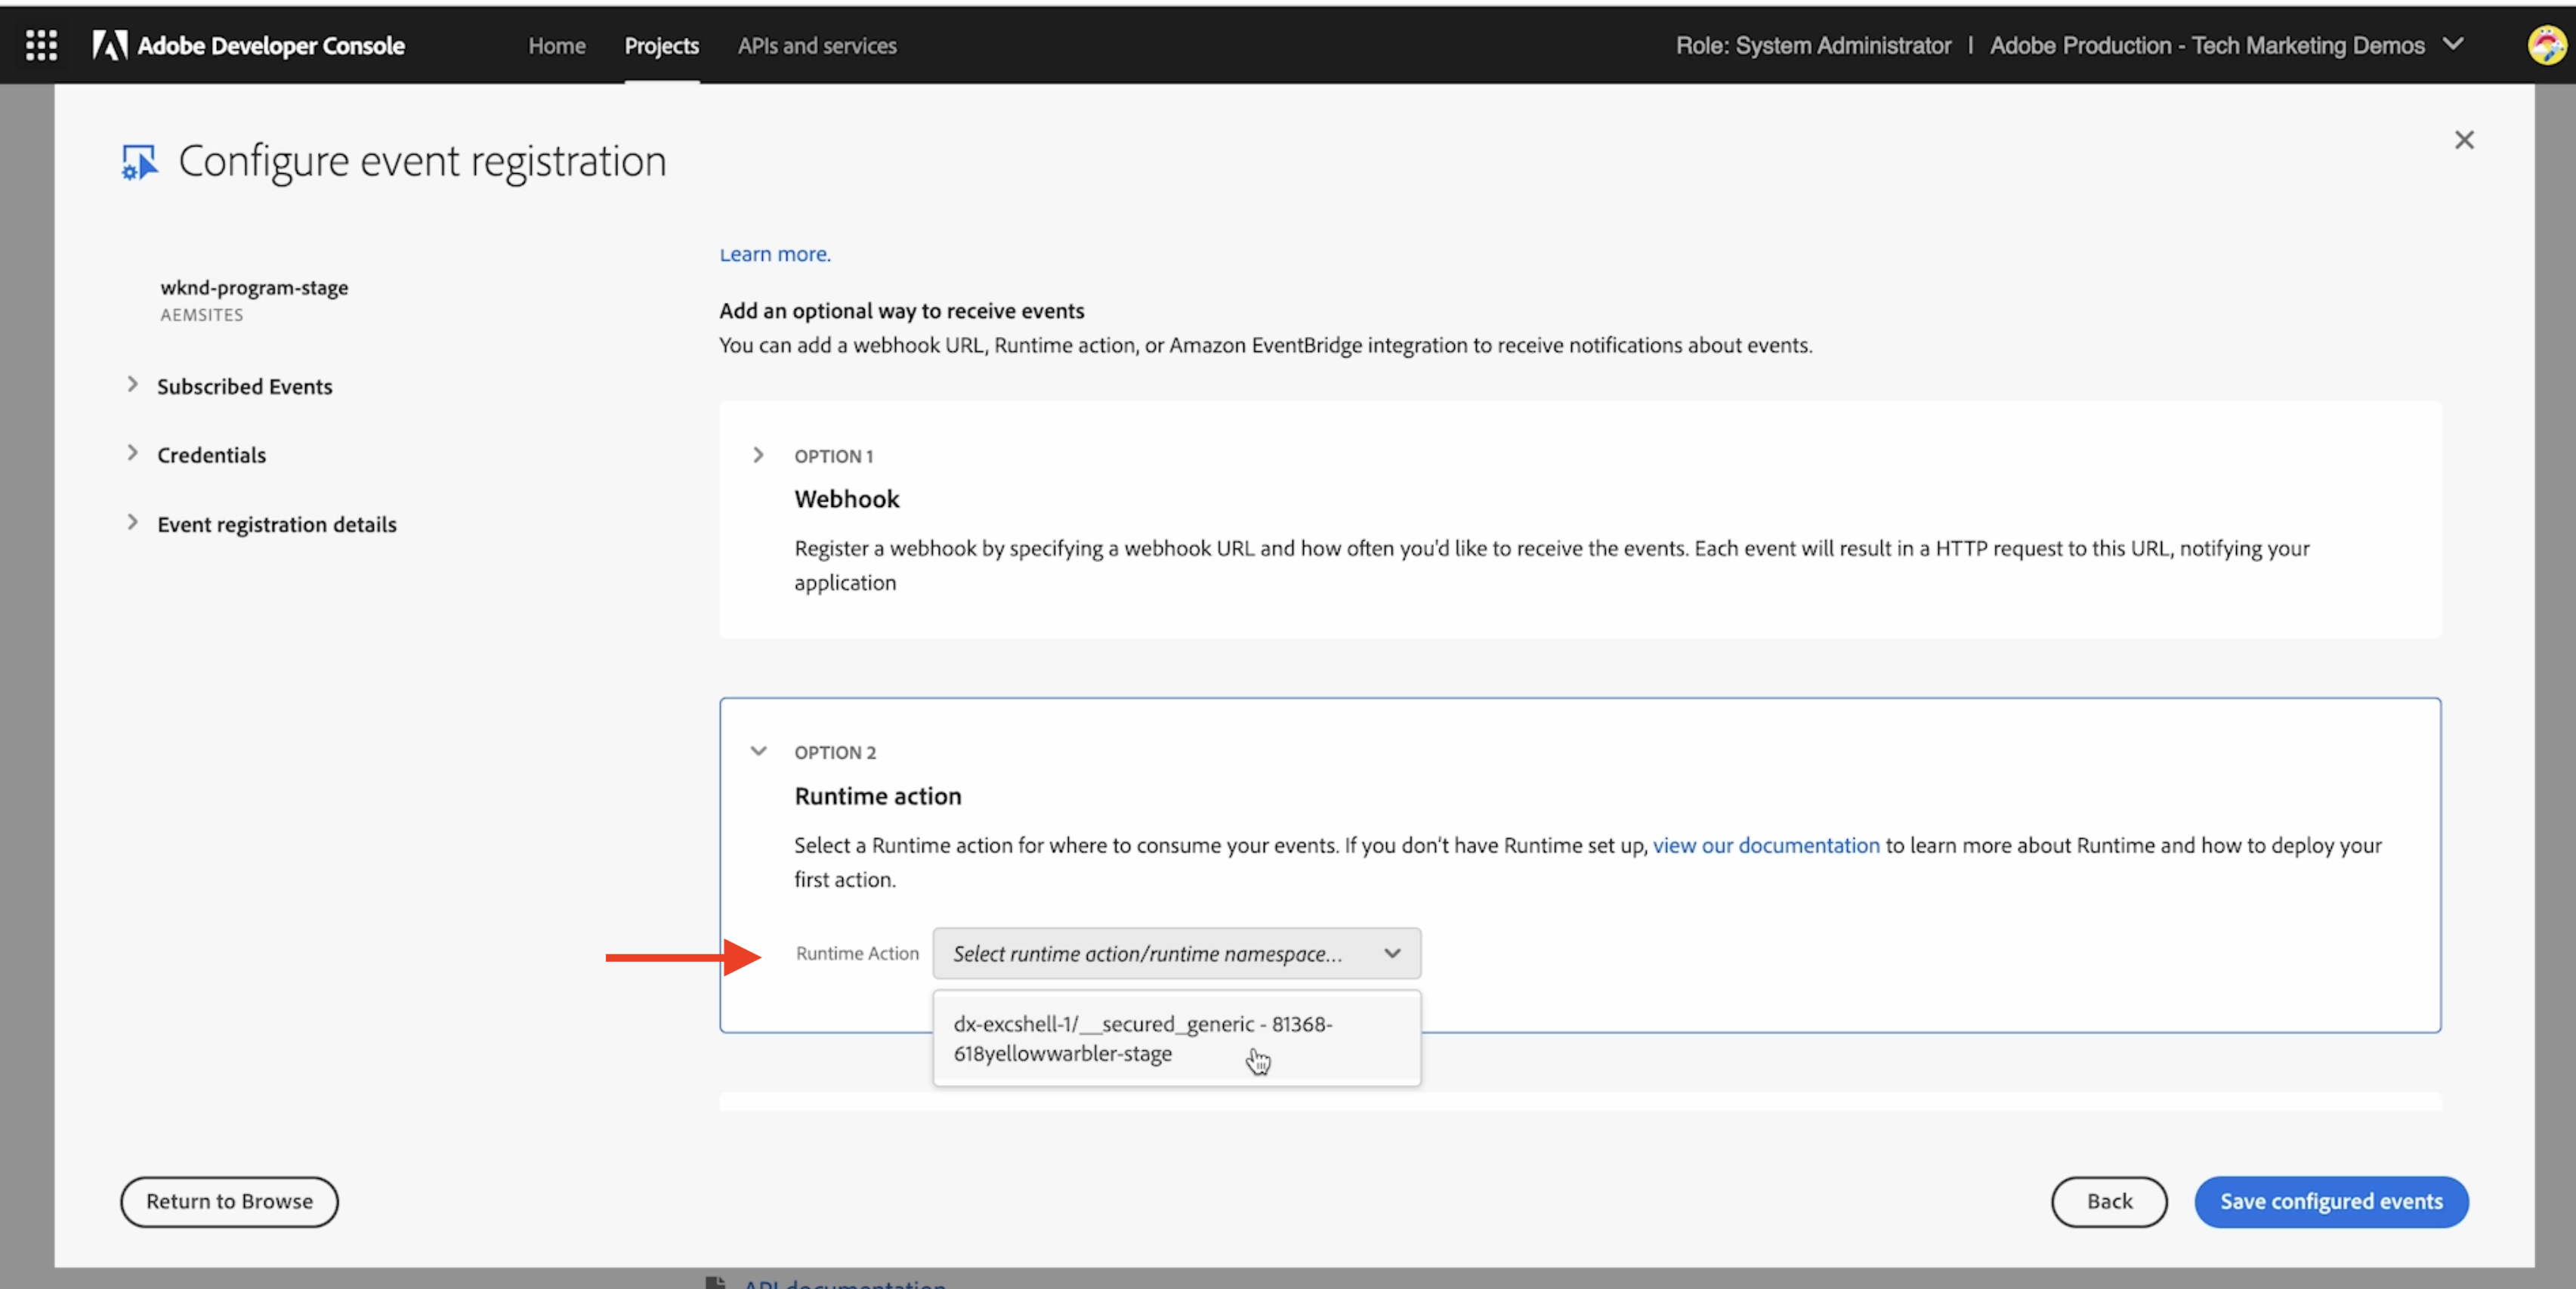 Adobe Developer Console
Home
Projects
APIs and services
Role: System Administrator | Adobe Production - Tech Marketing Demos
Configure event registration
wknd-program-stage
AEMSITES
Subscribed Events
Credentials
Event registration details
Learn more.
Add an optional way to receive events
You can add a webhook URL, Runtime action, or Amazon EventBridge integration to receive notifications about events.
OPTION 1
Webhook
Register a webhook by specifying a webhook URL and how often you'd like to receive the events. Each event will result in a HTTP request to this URL, notifying your
application
OPTION 2
Runtime action
Select a Runtime action for where to consume your events. If you don't have Runtime set up, view our documentation to learn more about Runtime and how to deploy your
first action.
Runtime Action
Select runtime action/runtime namespace...
dx-excshell-1/__secured_generic - 81368-
618yellowwarbler-stage
Return to Browse
Back
Save configured events
API documentation